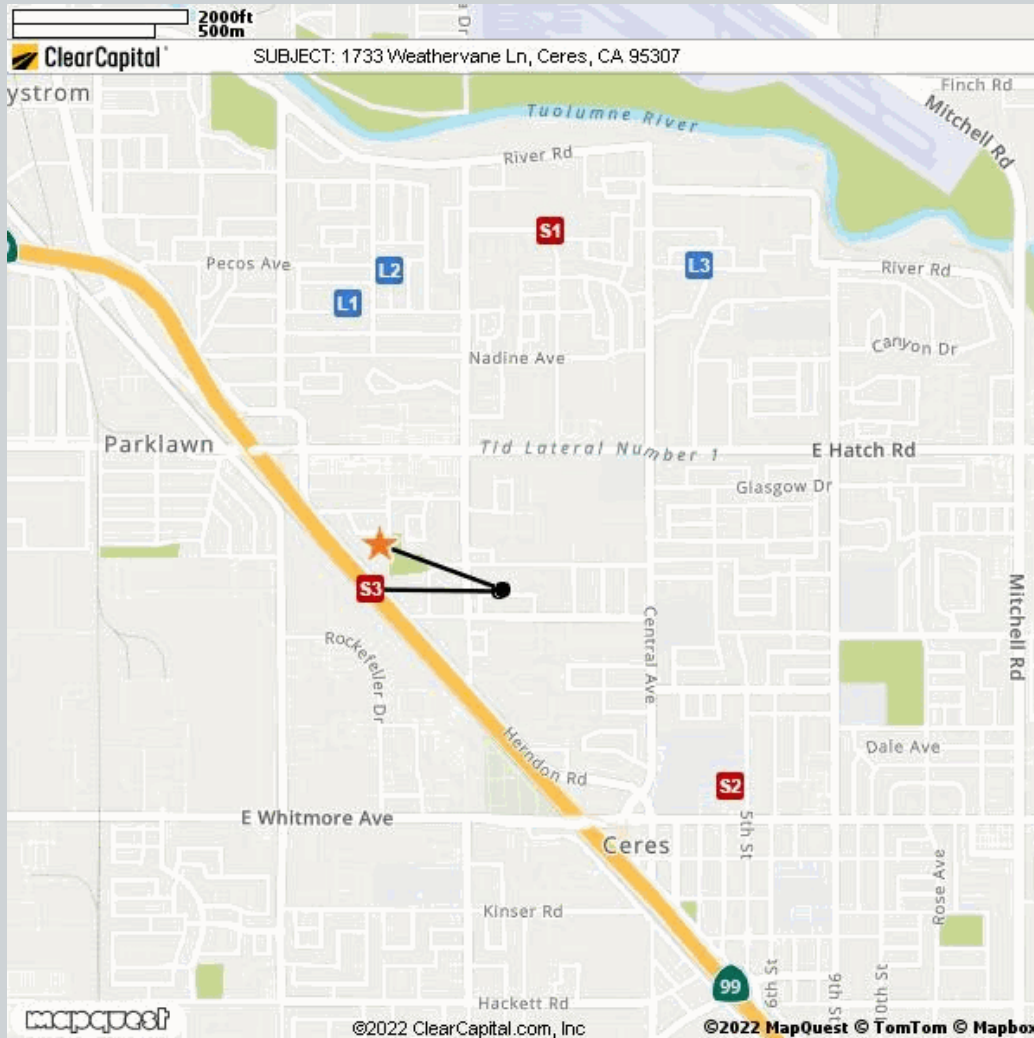 2000ft
500m
ClearCapital
SUBJECT: 1733 Weathervane Ln, Ceres, CA 95307
ystrom
Finch Rd
Mitchell Rd
Tuolumne River
River Rd
S1
Pecos Ave
L2
L3
River Rd
L1
Canyon Dr
Nadine Ave
Parklawn
Tid Lateral Number 1
E Hatch Rd
Glasgow Dr
S3
Mitchell Rd
Central Ave
Rockefeller Dr
Herndon Rd
Dale Ave
S2
E Whitmore Ave
5th St
Ceres
Rose Ave
Kinser Rd
99
6th St
9th St
10th St
Hackett Rd
mapquest
©2022 ClearCapital.com, Inc
©2022 MapQuest © TomTom © Mapbox